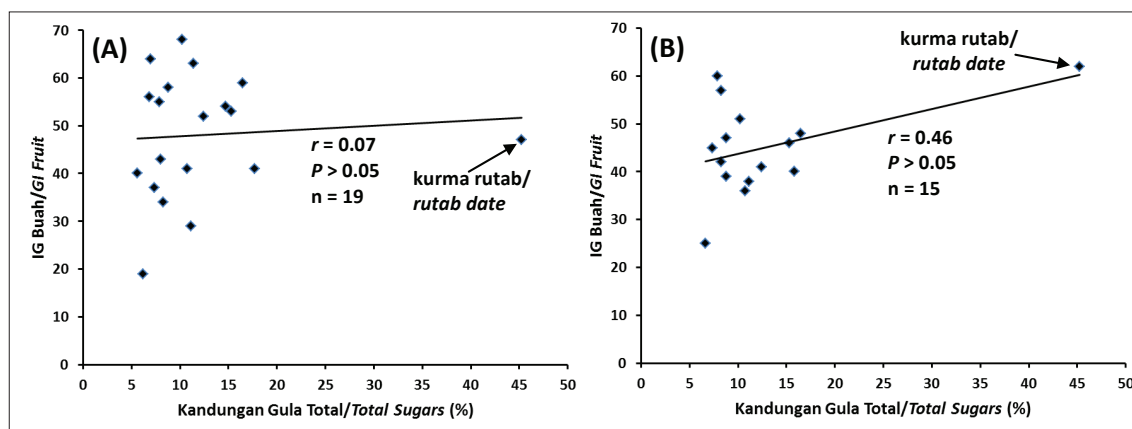 (A)
IG Buah/GI Fruit
70
60
50
40
30
20
10
0
r = 0.07
P > 0.05
n = 19
kurma rutab/
rutab date
0 5 10 15 20 25 30 35 40 45 50
Kandungan Gula Total/Total Sugars (%)
(B)
IG Buah/GI Fruit
70
60
50
40
30
20
10
0
kurma rutab/
rutab date
r = 0.46
P > 0.05
n = 15
0 5 10 15 20 25 30 35 40 45 50
Kandungan Gula Total/Total Sugars (%)